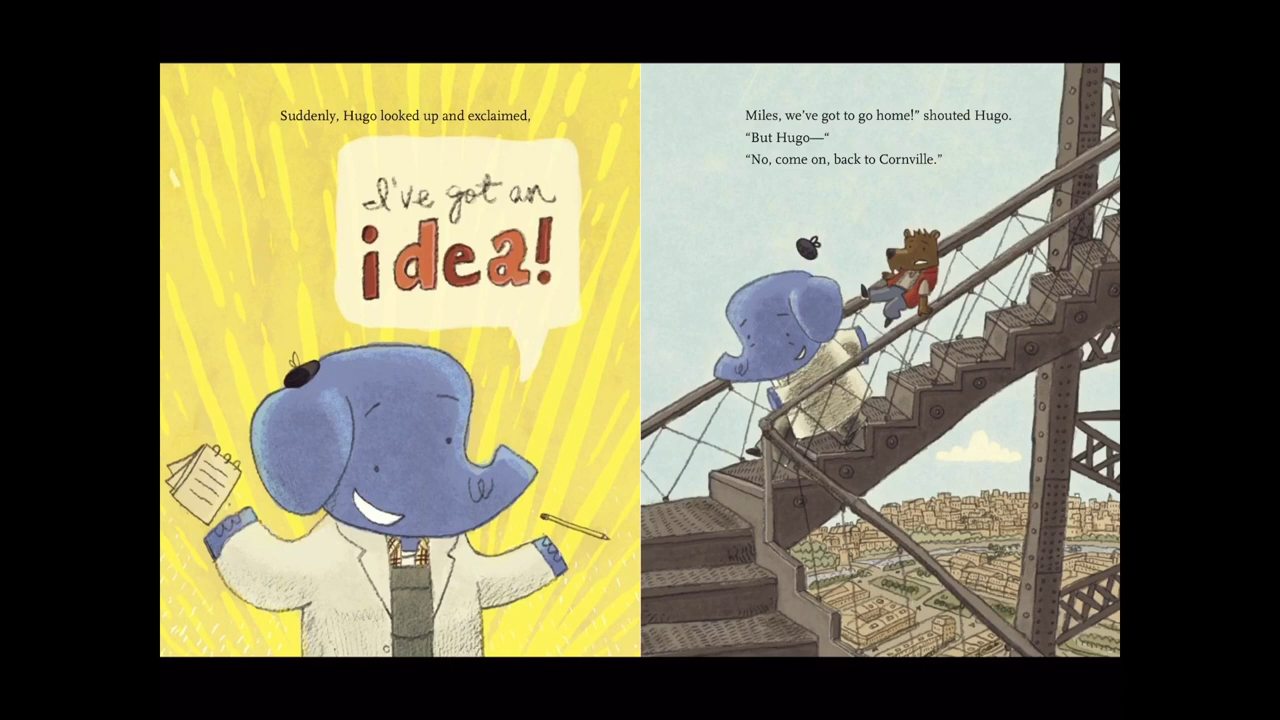 Suddenly, Hugo looked up and exclaimed,
I've got an
idea!
Miles, we’ve got to go home!” shouted Hugo.
“But Hugo—“
“No, come on, back to Cornville.”